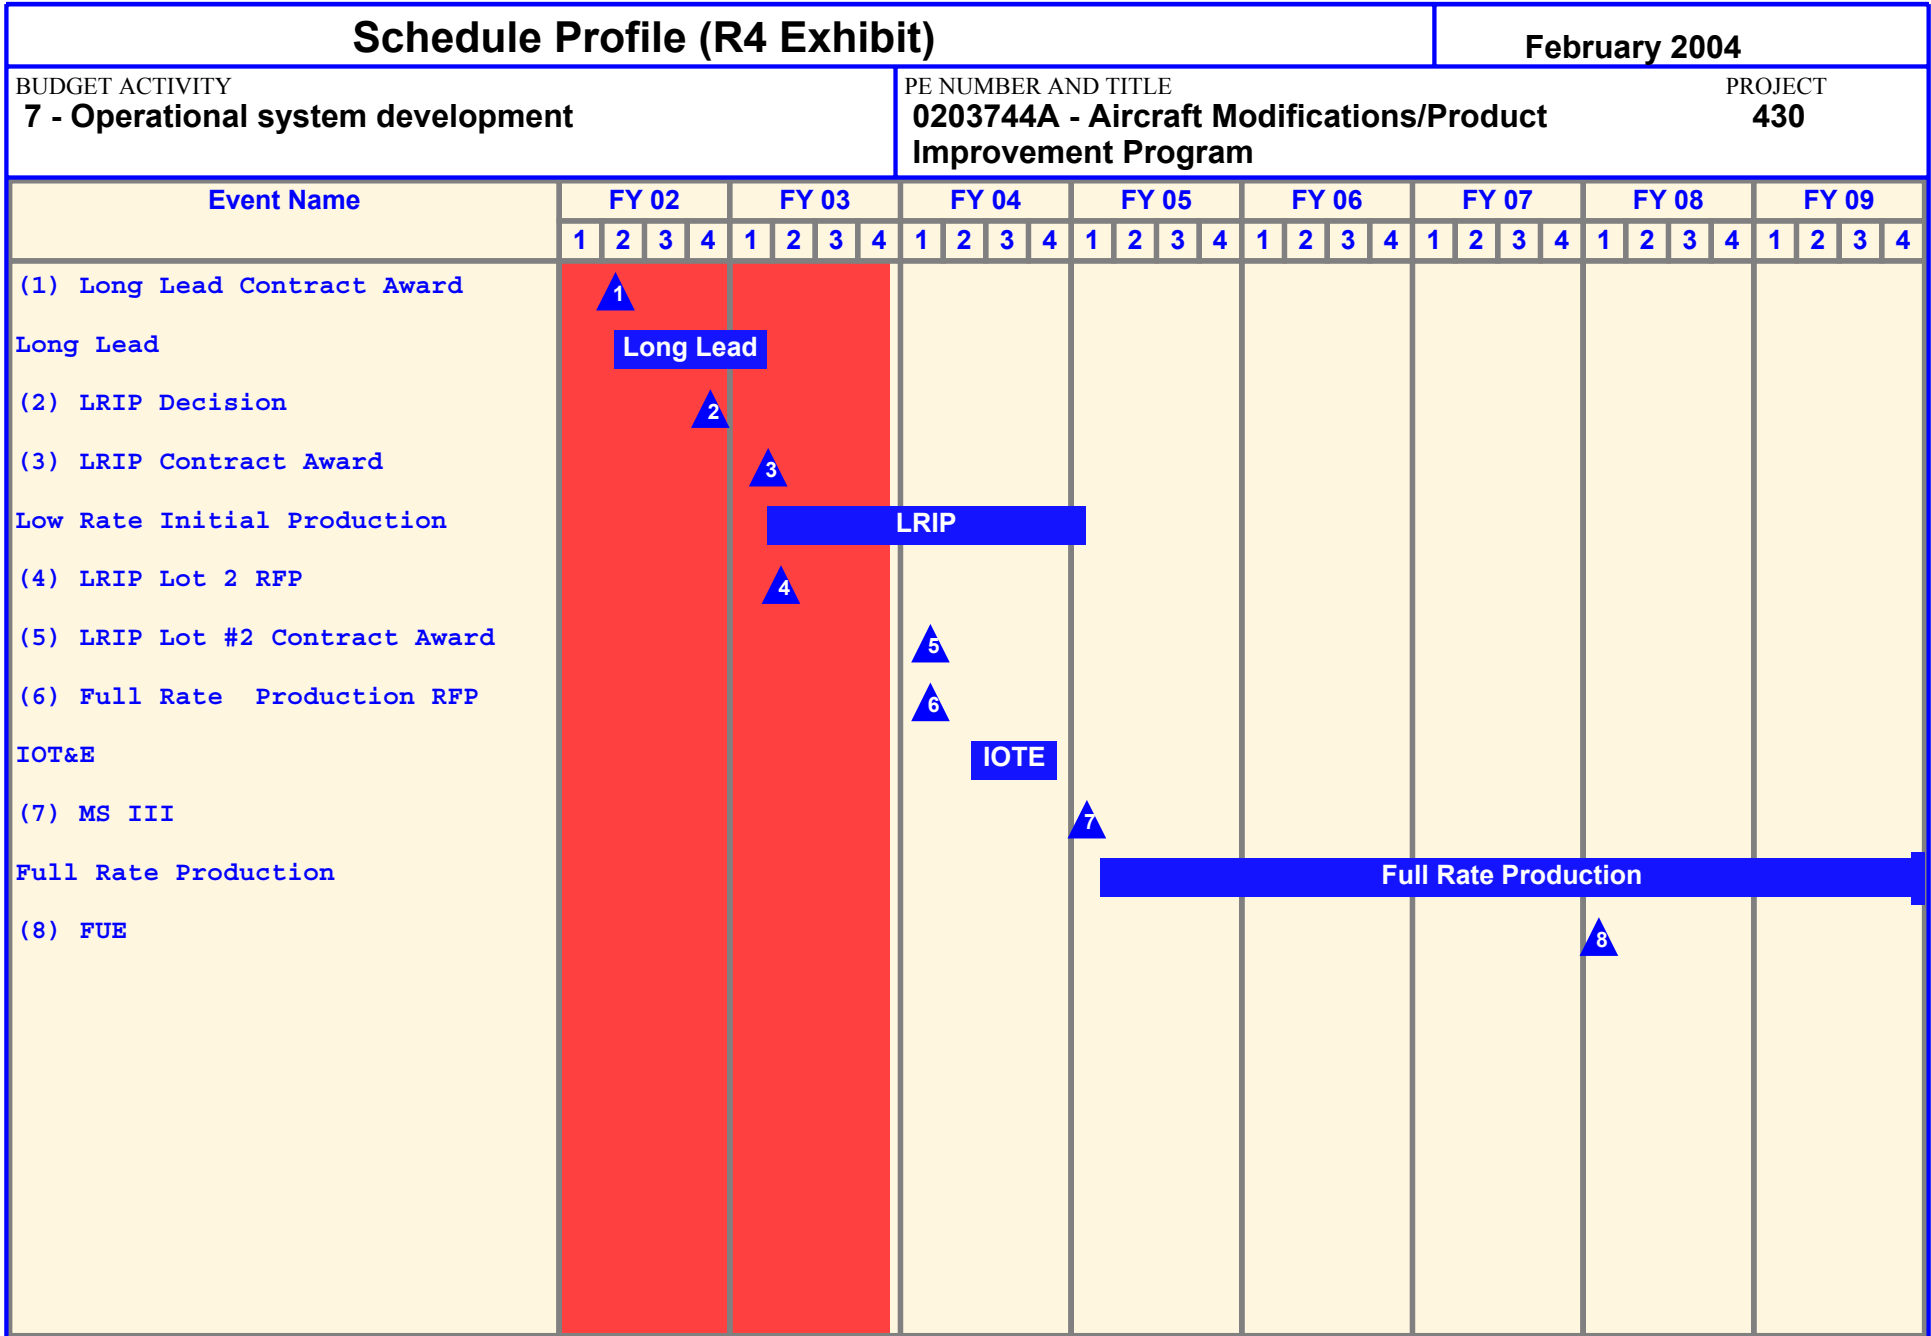 Schedule Profile (R4 Exhibit)
February 2004
BUDGET ACTIVITY
7 - Operational system development
PE NUMBER AND TITLE
PROJECT
0203744A - Aircraft Modifications/Product
430
Improvement Program
Event Name FY 02 FY 03 FY 04 FY 05 FY 06 FY 07 FY 08 FY 09
1 2 3 4 1 2 3 4 1 2 3 4 1 2 3 4 1 2 3 4 1 2 3 4 1 2 3 4 1 2 3 4
(1) Long Lead Contract Award 1
Long Lead Long Lead
(2) LRIP Decision 2
(3) LRIP Contract Award 3
Low Rate Initial Production LRIP
(4) LRIP Lot 2 RFP 4
(5) LRIP Lot #2 Contract Award 5
(6) Full Rate  Production RFP 6
IOT&E IOTE
(7) MS III 7
Full Rate Production Full Rate Production
(8) FUE 8